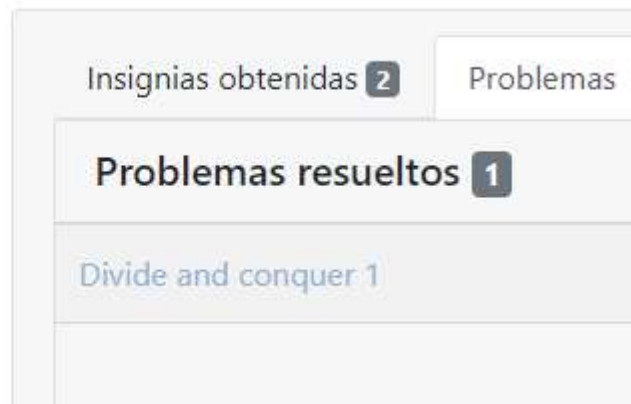 Insignias obtenidas 2 Problemas
Problemas resueltos 1
Divide and conquer 1